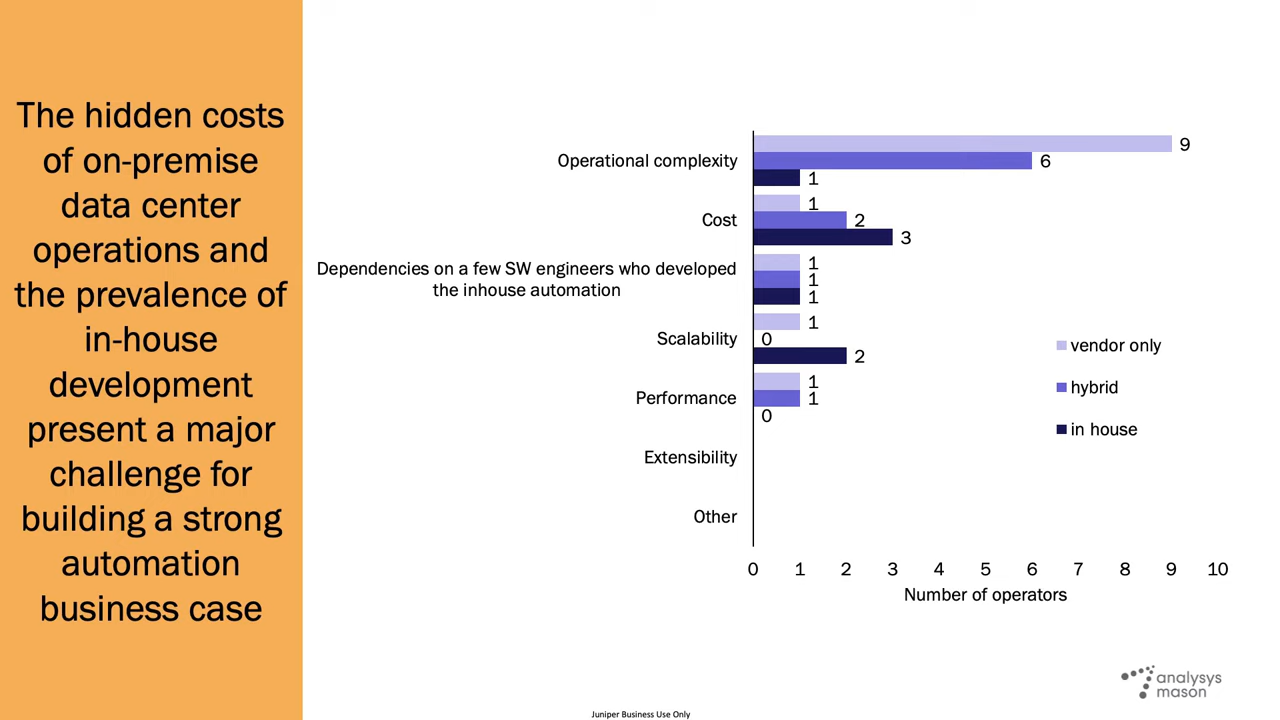 The hidden costs
of on-premise
data center
operations and
the prevalence of
in-house
development
present a major
challenge for
building a strong
automation
business case
Operational complexity
9
6
1
Cost
1
2
3
Dependencies on a few SW engineers who developed
the inhouse automation
1
1
1
Scalability
1
0
2
Performance
1
1
0
Extensibility
Other
vendor only
hybrid
in house
0 1 2 3 4 5 6 7 8 9 10
Number of operators
analysys
mason
Juniper Business Use Only